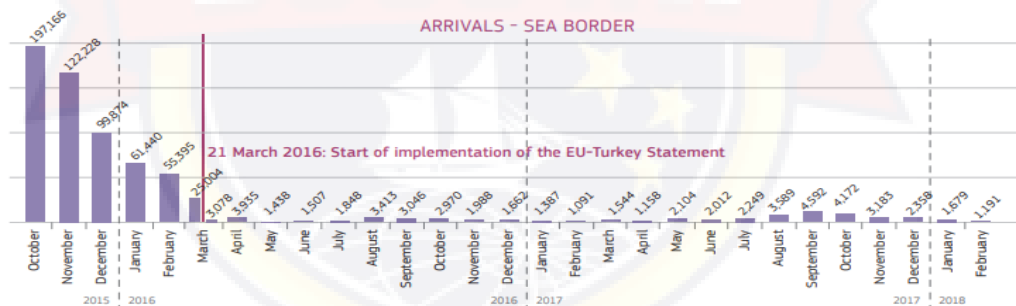 ARRIVALS – SEA BORDER
197,166 122,228 99,874 61,440 55,395 25,004 3,078 3,935 1,438 1,507 1,848 3,413 3,046 2,970 1,988 1,662 1,387 1,091 1,544 1,158 2,104 2,012 2,249 3,589 4,592 4,172 3,183 2,358 1,679 1,191
21 March 2016: Start of implementation of the EU-Turkey Statement
October November December January February March April May June July August September October November December January February March April May June July August September October November December January February
2015 2016 2016 2017 2017 2018